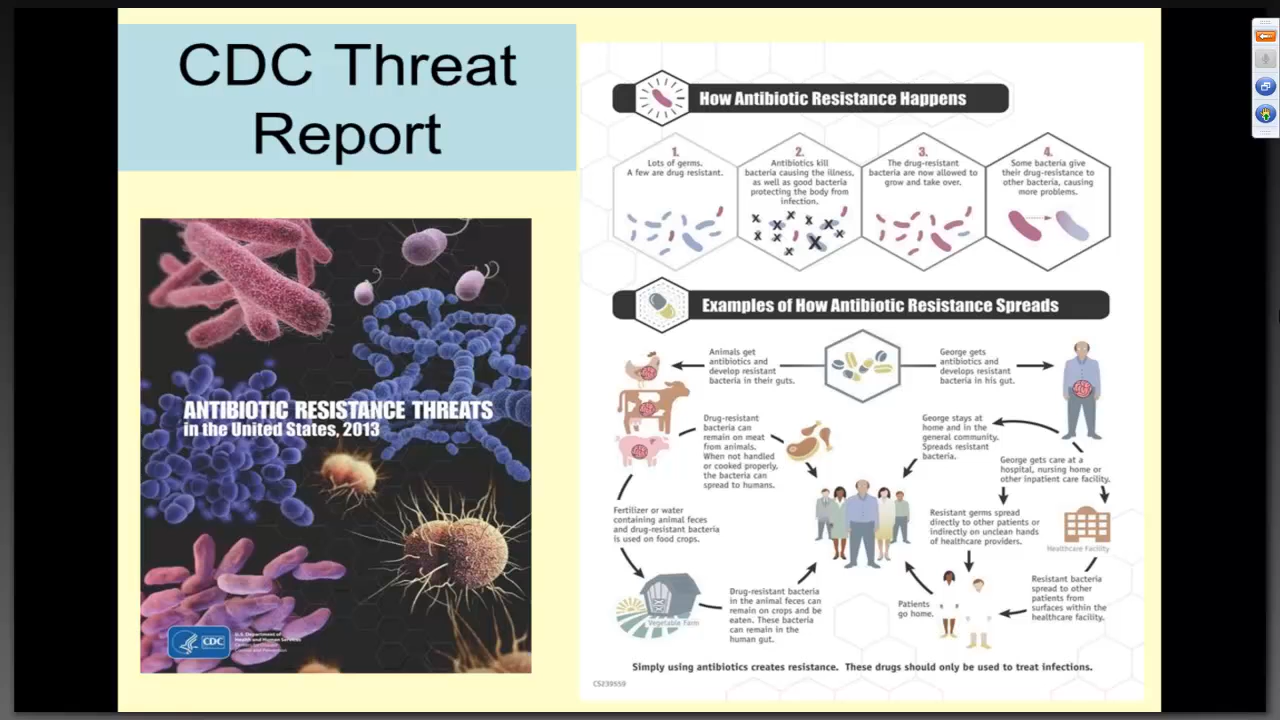 CDC Threat
Report
ANTIBIOTIC RESISTANCE THREATS
in the United States, 2013
CDC
U.S. Department of
Health and Human Services
How Antibiotic Resistance Happens
1.
Lots of germs.
A few are drug resistant.
2.
Antibiotics kill
bacteria causing the illness,
as well as good bacteria
protecting the body from
infection.
3.
The drug-resistant
bacteria are now allowed to
grow and take over.
4.
Some bacteria give
their drug-resistance to
other bacteria, causing
more problems.
Examples of How Antibiotic Resistance Spreads
Animals get
antibiotics and
develop resistant
bacteria in their guts.
George gets
antibiotics and
develops resistant
bacteria in his gut.
Drug-resistant
bacteria can
remain on meat
from animals.
When not handled
or cooked properly,
the bacteria can
spread to humans.
George stays at
home and in the
general community.
Spreads resistant
bacteria.
George gets care at a
hospital, nursing home or
other inpatient care facility.
Fertilizer or water
containing animal feces
and drug-resistant bacteria
is used on food crops.
Resistant germs spread
directly to other patients or
indirectly on unclean hands
of healthcare providers.
Healthcare Facility
Vegetable Farm
Drug-resistant bacteria
in the animal feces can
remain on crops and be
eaten. These bacteria
can remain in the
human gut.
Patients
go home.
Resistant bacteria
spread to other
patients from
surfaces within the
healthcare facility.
Simply using antibiotics creates resistance. These drugs should only be used to treat infections.
CS239559